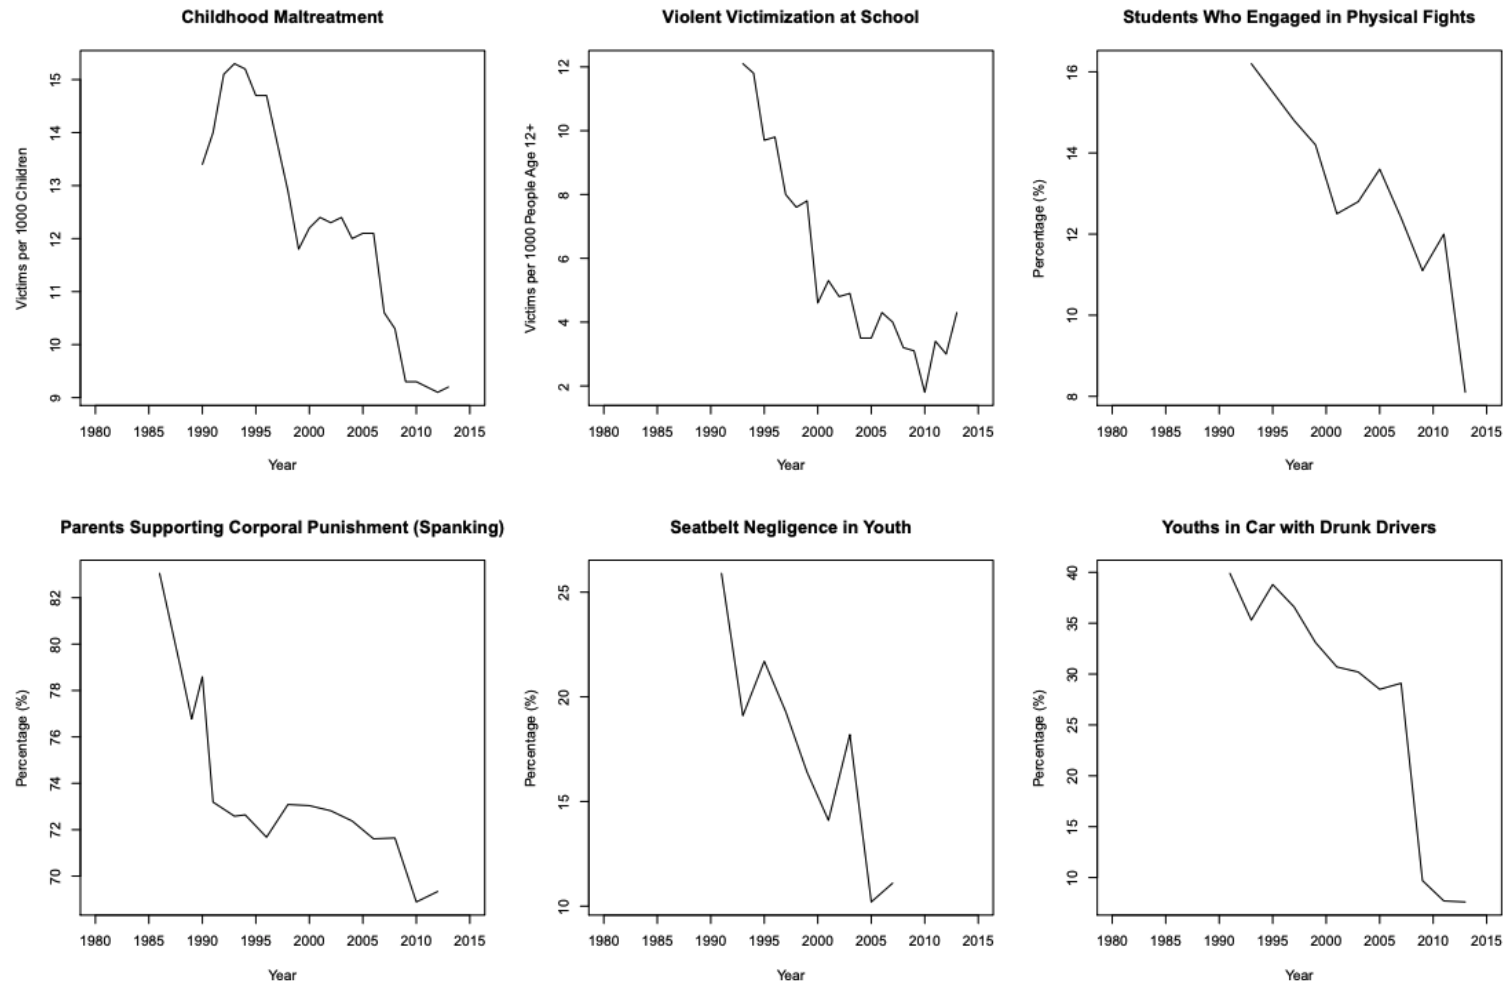 Childhood Maltreatment
Victims per 1000 Children
15
14
13
12
11
10
9
1980 1985 1990 1995 2000 2005 2010 2015
Year
Violent Victimization at School
Victims per 1000 People Age 12+
12
10
8
6
4
2
1980 1985 1990 1995 2000 2005 2010 2015
Year
Students Who Engaged in Physical Fights
Percentage (%)
16
14
12
10
8
1980 1985 1990 1995 2000 2005 2010 2015
Year
Parents Supporting Corporal Punishment (Spanking)
Percentage (%)
82
80
78
76
74
72
70
1980 1985 1990 1995 2000 2005 2010 2015
Year
Seatbelt Negligence in Youth
Percentage (%)
25
20
15
10
1980 1985 1990 1995 2000 2005 2010 2015
Year
Youths in Car with Drunk Drivers
Percentage (%)
40
35
30
25
20
15
10
1980 1985 1990 1995 2000 2005 2010 2015
Year